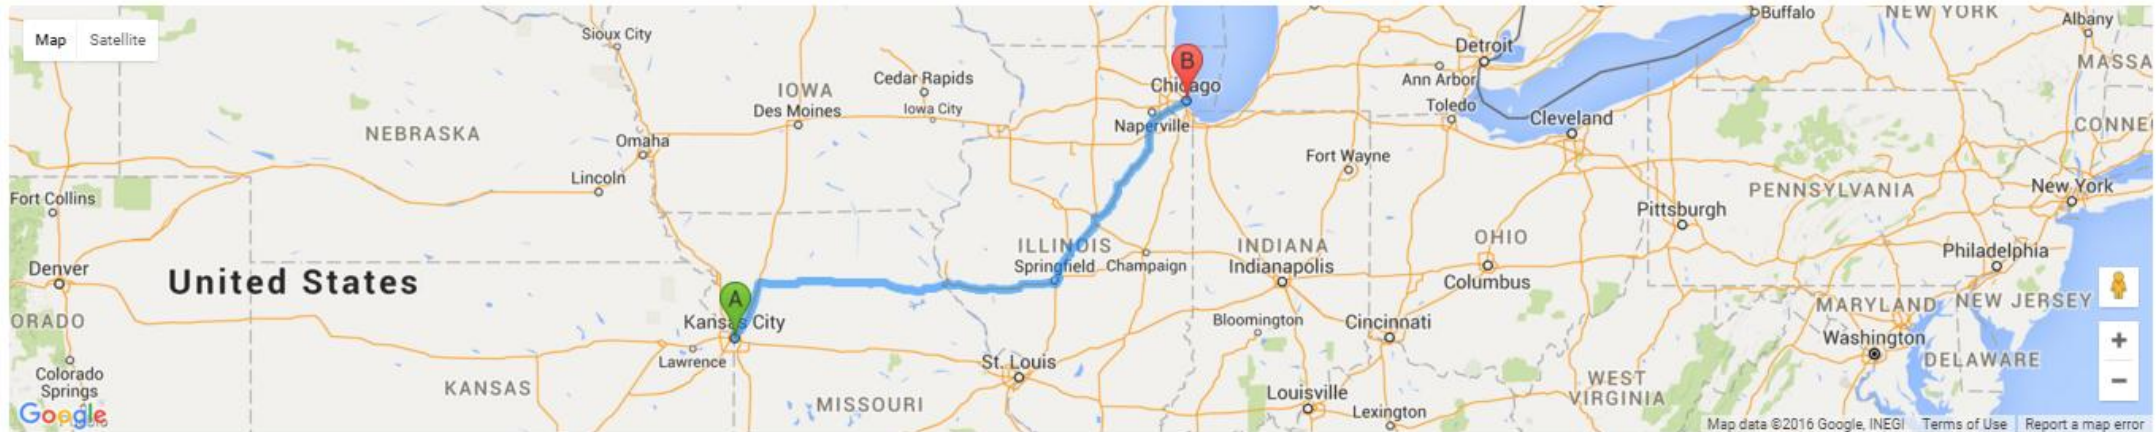 Map
Satellite
Sioux City
Cedar Rapids
IOWA
Des Moines
Iowa City
NEBRASKA
Omaha
Lincoln
Fort Collins
Denver
United States
ORADO
Colorado
Springs
KANSAS
Lawrence
A
Kansas City
MISSOURI
St. Louis
B
Chicago
Naperville
ILLINOIS
Springfield
Champaign
INDIANA
Indianapolis
Bloomington
Fort Wayne
Detroit
Ann Arbor
Toledo
Cleveland
OHIO
Columbus
Cincinnati
Louisville
Lexington
WEST
VIRGINIA
Buffalo
NEW YORK
Albany
MASSA
CONNE
PENNSYLVANIA
Pittsburgh
New York
Philadelphia
MARYLAND
NEW JERSEY
Washington
DELAWARE
+
−
Google
Map data ©2016 Google, INEGI
Terms of Use
Report a map error